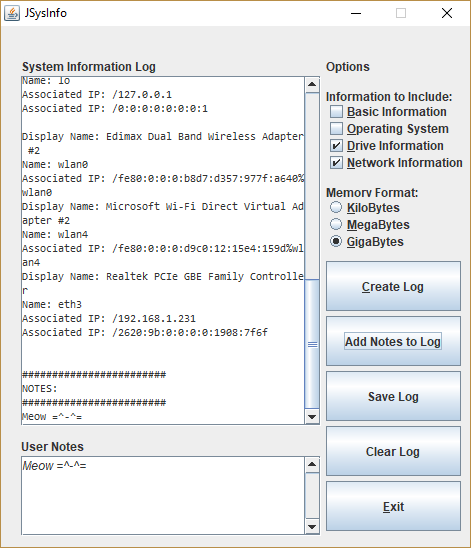 JSysInfo
System Information Log
Name: lo
Associated IP: /127.0.0.1
Associated IP: /0:0:0:0:0:0:0:1
Display Name: Edimax Dual Band Wireless Adapter
#2
Name: wlan0
Associated IP: /fe80:0:0:0:b8d7:d357:977f:a640%
wlan0
Display Name: Microsoft Wi-Fi Direct Virtual Ad
apter #2
Name: wlan4
Associated IP: /fe80:0:0:0:d9c0:12:15e4:159d%wl
an4
Display Name: Realtek PCIe GBE Family Controlle
r
Name: eth3
Associated IP: /192.168.1.231
Associated IP: /2620:9b:0:0:0:0:1908:7f6f
########################
NOTES:
########################
Meow =^-^=
User Notes
Meow =^-^=
Options
Information to Include:
Basic Information
Operating System
Drive Information
Network Information
Memory Format:
KiloBytes
MegaBytes
GigaBytes
Create Log
Add Notes to Log
Save Log
Clear Log
Exit